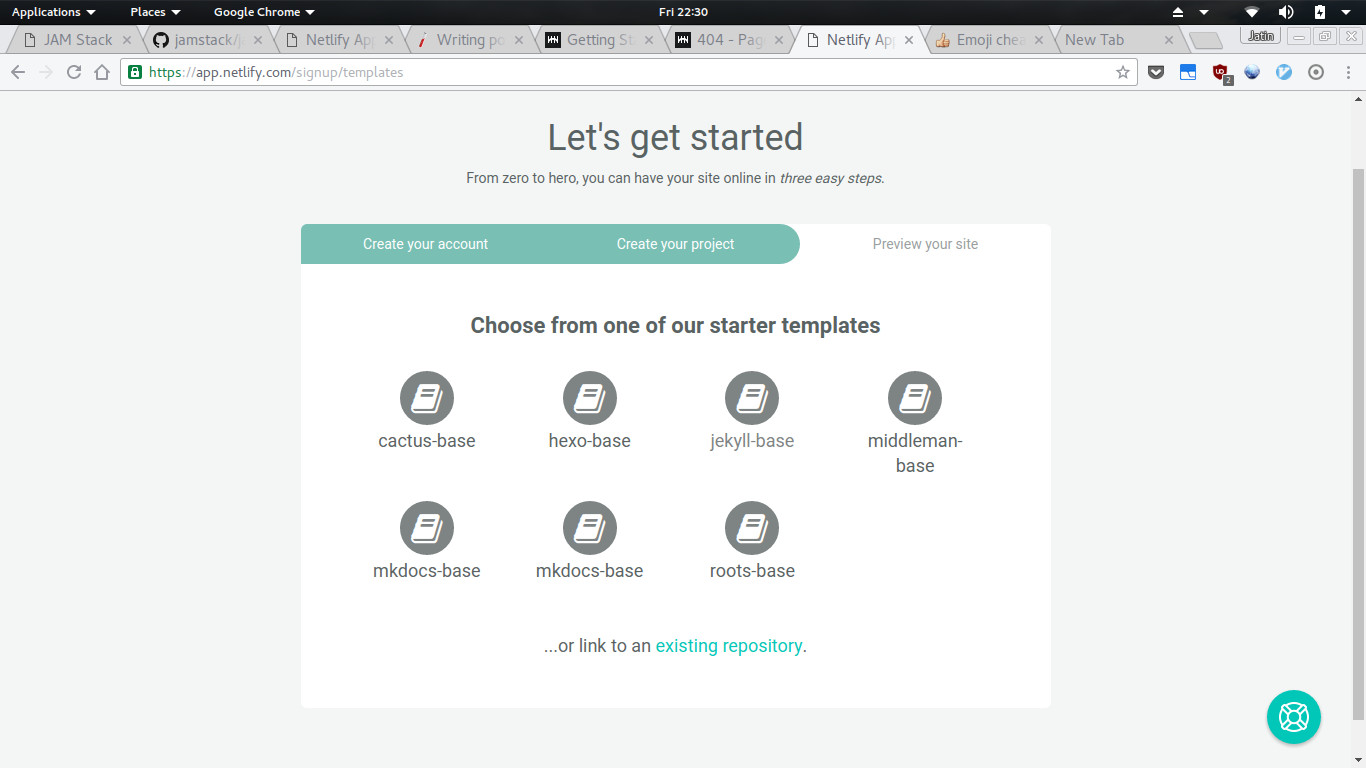 Applications Places Google Chrome Fri 22:30
JAM Stack jamstack/j Netlify Ap Writing po Getting St 404 - Pag Netlify Ap Emoji chea New Tab Jatin
https://app.netlify.com/signup/templates 2
Let's get started
From zero to hero, you can have your site online in three easy steps.
Create your account Create your project Preview your site
Choose from one of our starter templates
cactus-base hexo-base jekyll-base middleman-
base
mkdocs-base mkdocs-base roots-base
...or link to an existing repository.